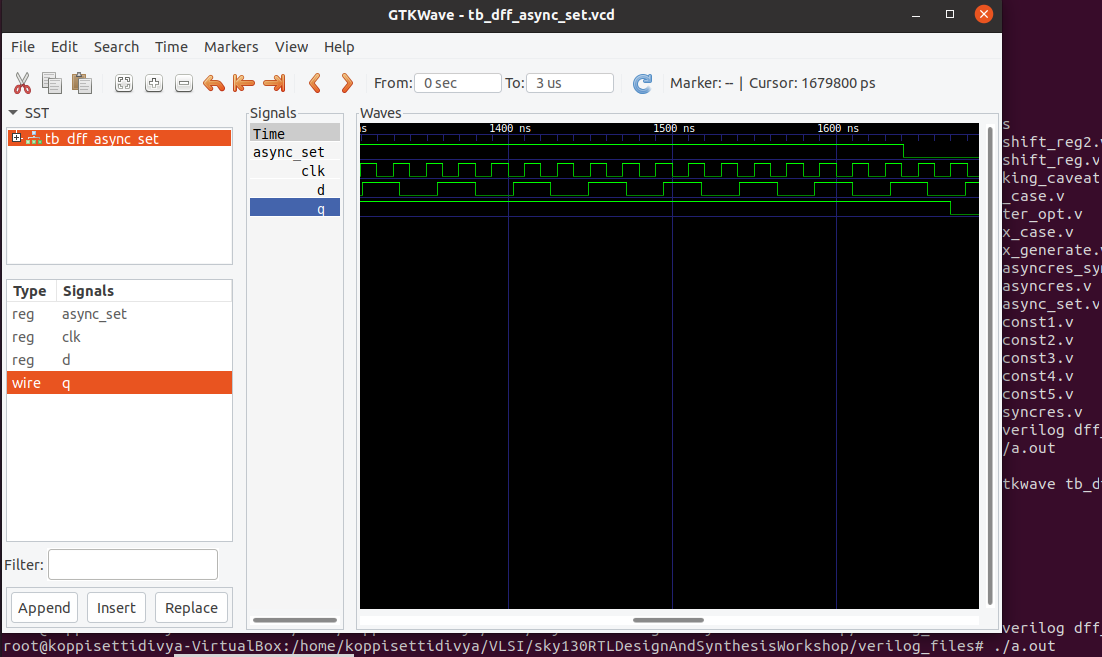 GTKWave - tb_dff_async_set.vcd
File Edit Search Time Markers View Help
From: 0 sec To: 3 us Marker: -- | Cursor: 1679800 ps
SST
tb_dff_async_set
Type Signals
reg async_set
reg clk
reg d
wire q
Filter:
Append Insert Replace
Signals
Time
async_set
clk
d
q
Waves
s 1400 ns 1500 ns 1600 ns
s
shift_reg2.v
shift_reg.v
king_caveat
_case.v
ter_opt.v
x_case.v
x_generate.v
asyncres_syn
asyncres.v
async_set.v
const1.v
const2.v
const3.v
const4.v
const5.v
syncres.v
verilog dff_
/a.out
tkwave tb_d
verilog dff_
root@koppisettidivya-VirtualBox:/home/koppisettidivya/VLSI/sky130RTLDesignAndSynthesisWorkshop/verilog_files# ./a.out